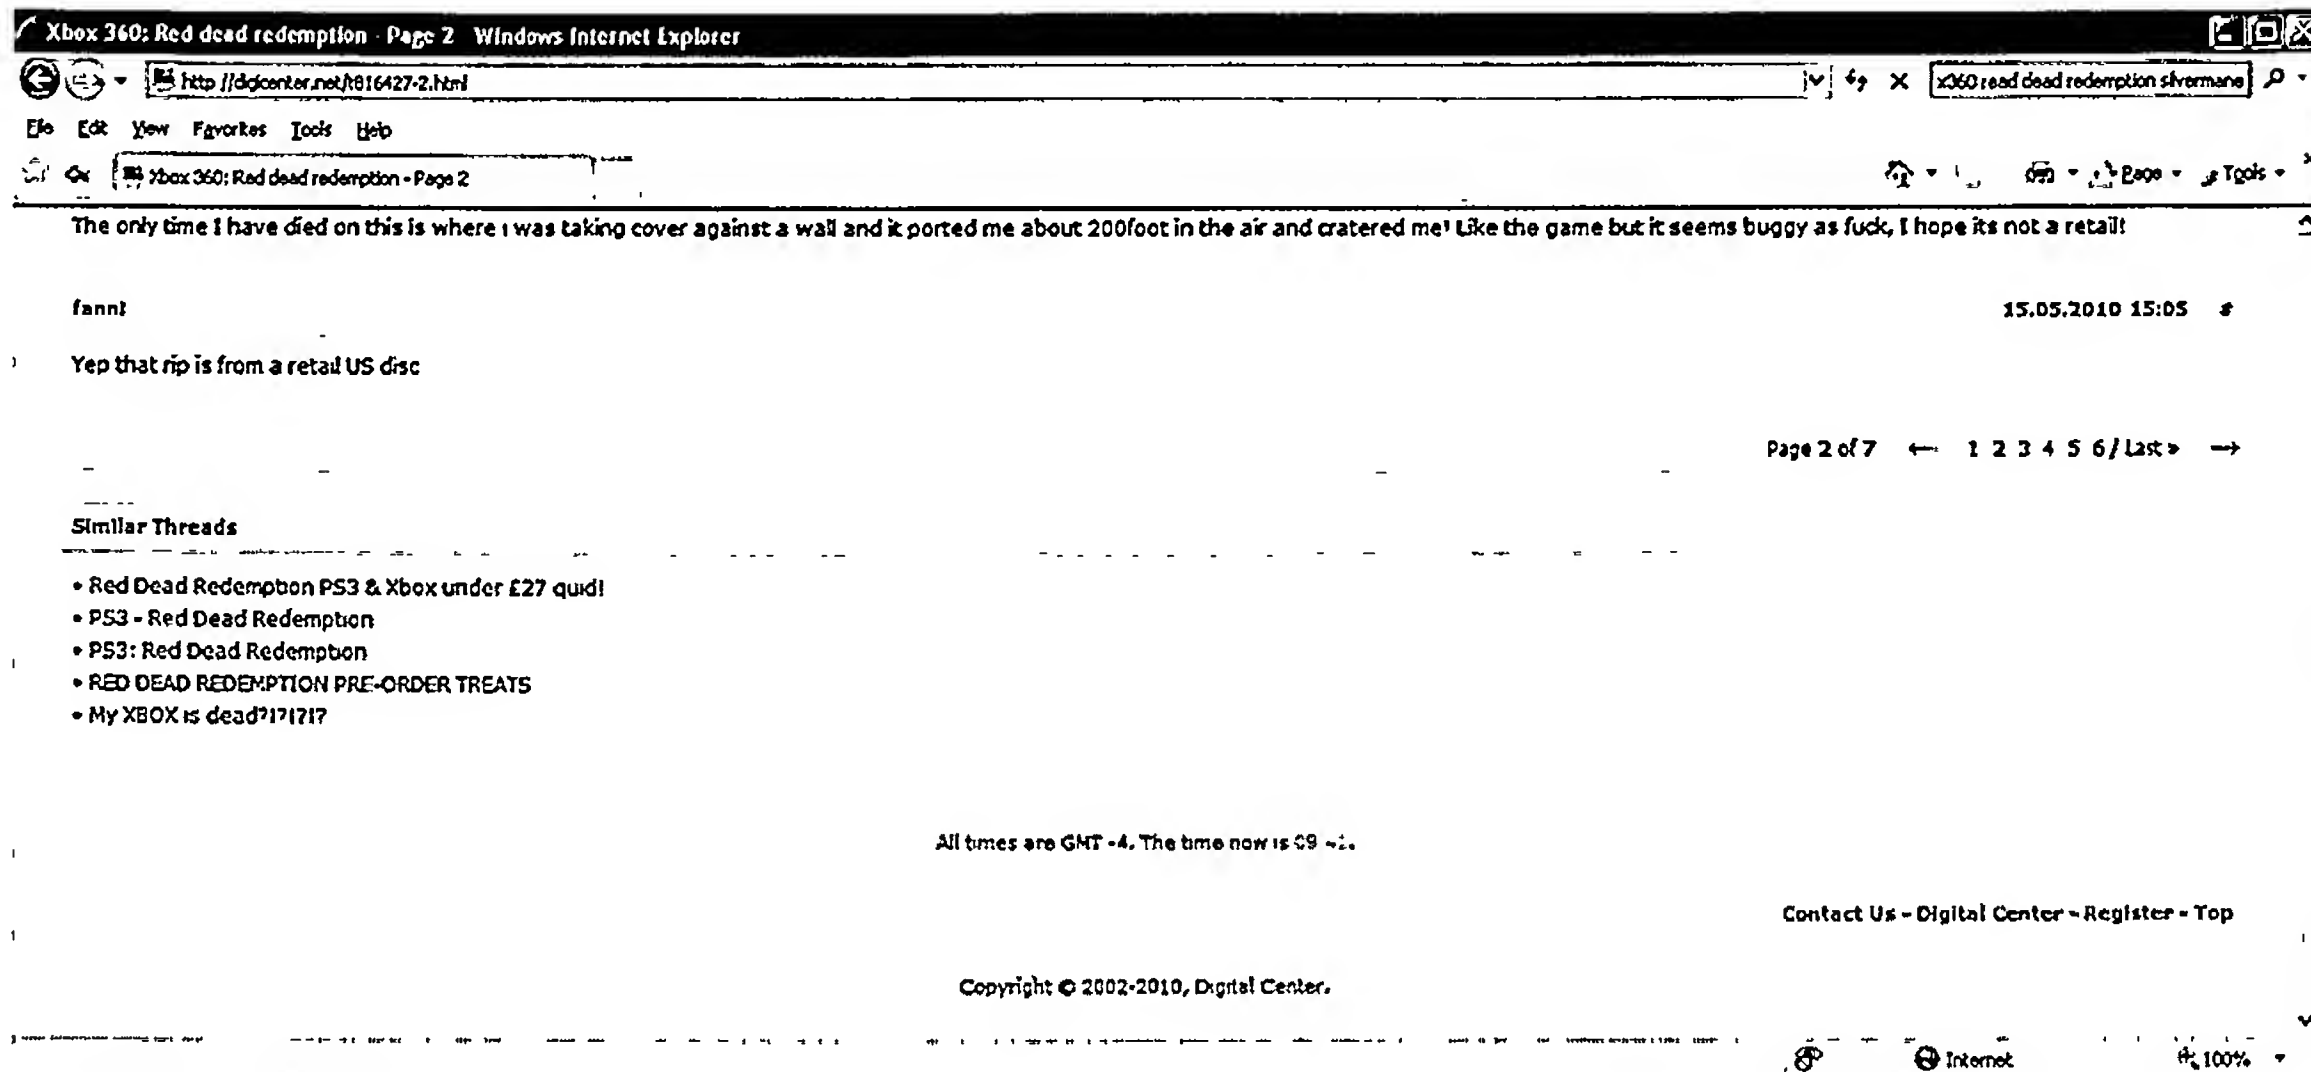 Xbox 360: Red dead redemption - Page 2 Windows Internet Explorer
http://digicenter.net/t816427-2.html
x360 read dead redemption silvermane
File Edit View Favorites Tools Help
Xbox 360: Red dead redemption - Page 2
Page Tools
The only time I have died on this is where i was taking cover against a wall and it ported me about 200foot in the air and cratered me! Like the game but it seems buggy as fuck, I hope its not a retail!
fann! 15.05.2010 15:05 #
Yep that rip is from a retail US disc
Page 2 of 7 ← 1 2 3 4 5 6 / Last » →
Similar Threads
• Red Dead Redemption PS3 & Xbox under £27 quid!
• PS3 - Red Dead Redemption
• PS3: Red Dead Redemption
• RED DEAD REDEMPTION PRE-ORDER TREATS
• My XBOX is dead?!?!?!?
All times are GMT -4. The time now is 09
Contact Us - Digital Center - Register - Top
Copyright © 2002-2010, Digital Center.
Internet 100%